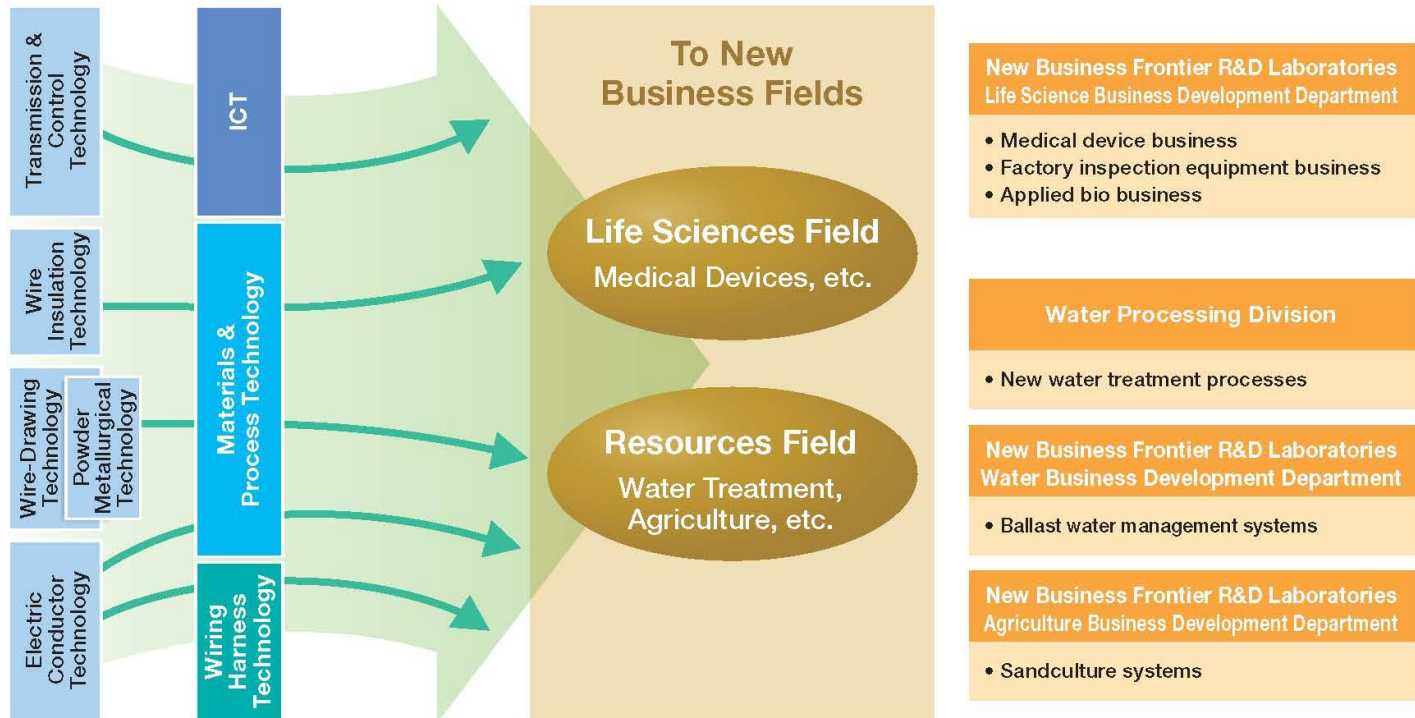 Transmission &
Control
Technology
Wire
Insulation
Technology
Wire-Drawing
Technology
Powder
Metallurgical
Technology
Electric
Conductor
Technology
ICT
Materials &
Process Technology
Wiring
Harness
Technology
To New
Business Fields
Life Sciences Field
Medical Devices, etc.
Resources Field
Water Treatment,
Agriculture, etc.
New Business Frontier R&D Laboratories
Life Science Business Development Department
• Medical device business
• Factory inspection equipment business
• Applied bio business
Water Processing Division
• New water treatment processes
New Business Frontier R&D Laboratories
Water Business Development Department
• Ballast water management systems
New Business Frontier R&D Laboratories
Agriculture Business Development Department
• Sandculture systems